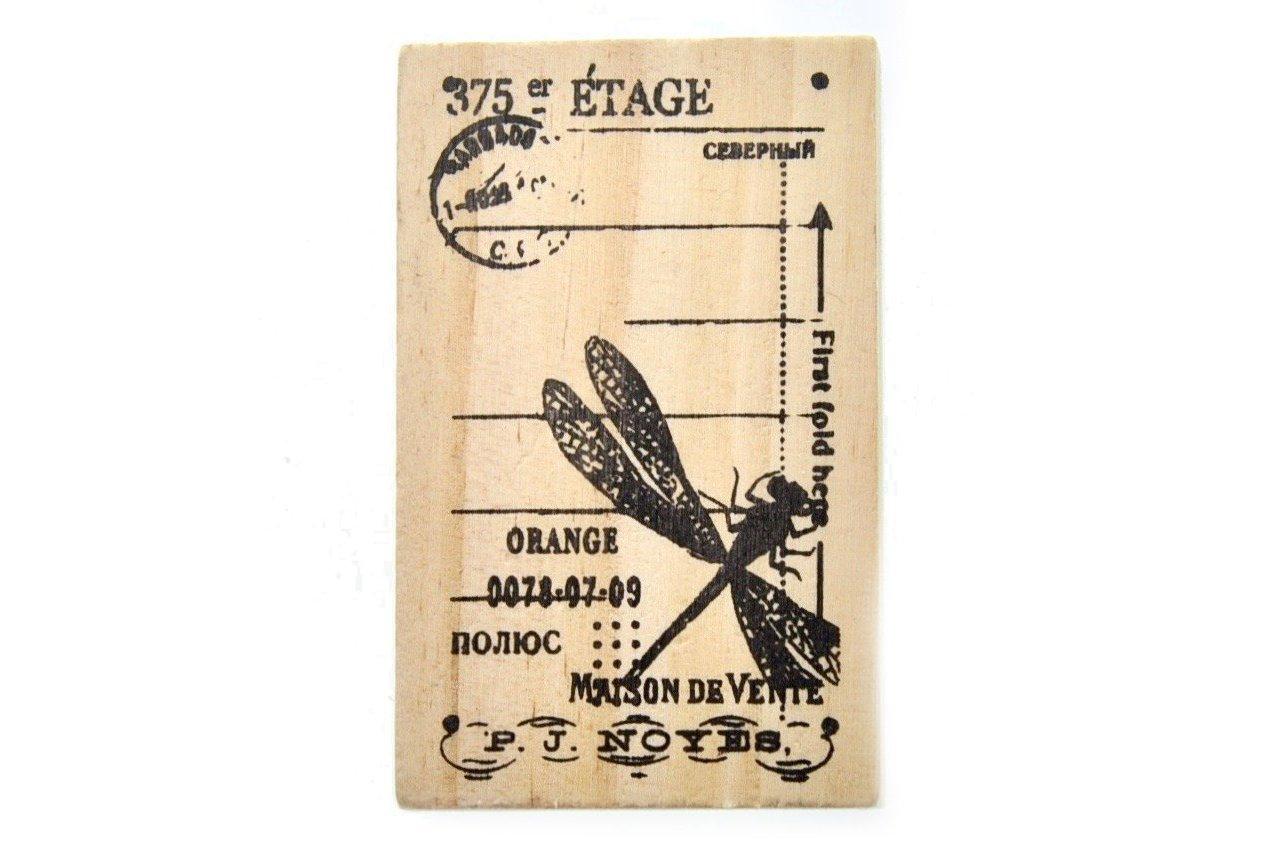 375 er ÉTAGE
СЕВЕРНЫЙ
First fold here
ORANGE
0078·07·09
ПОЛЮС
MAISON DE VENTE
P. J. NOYES,